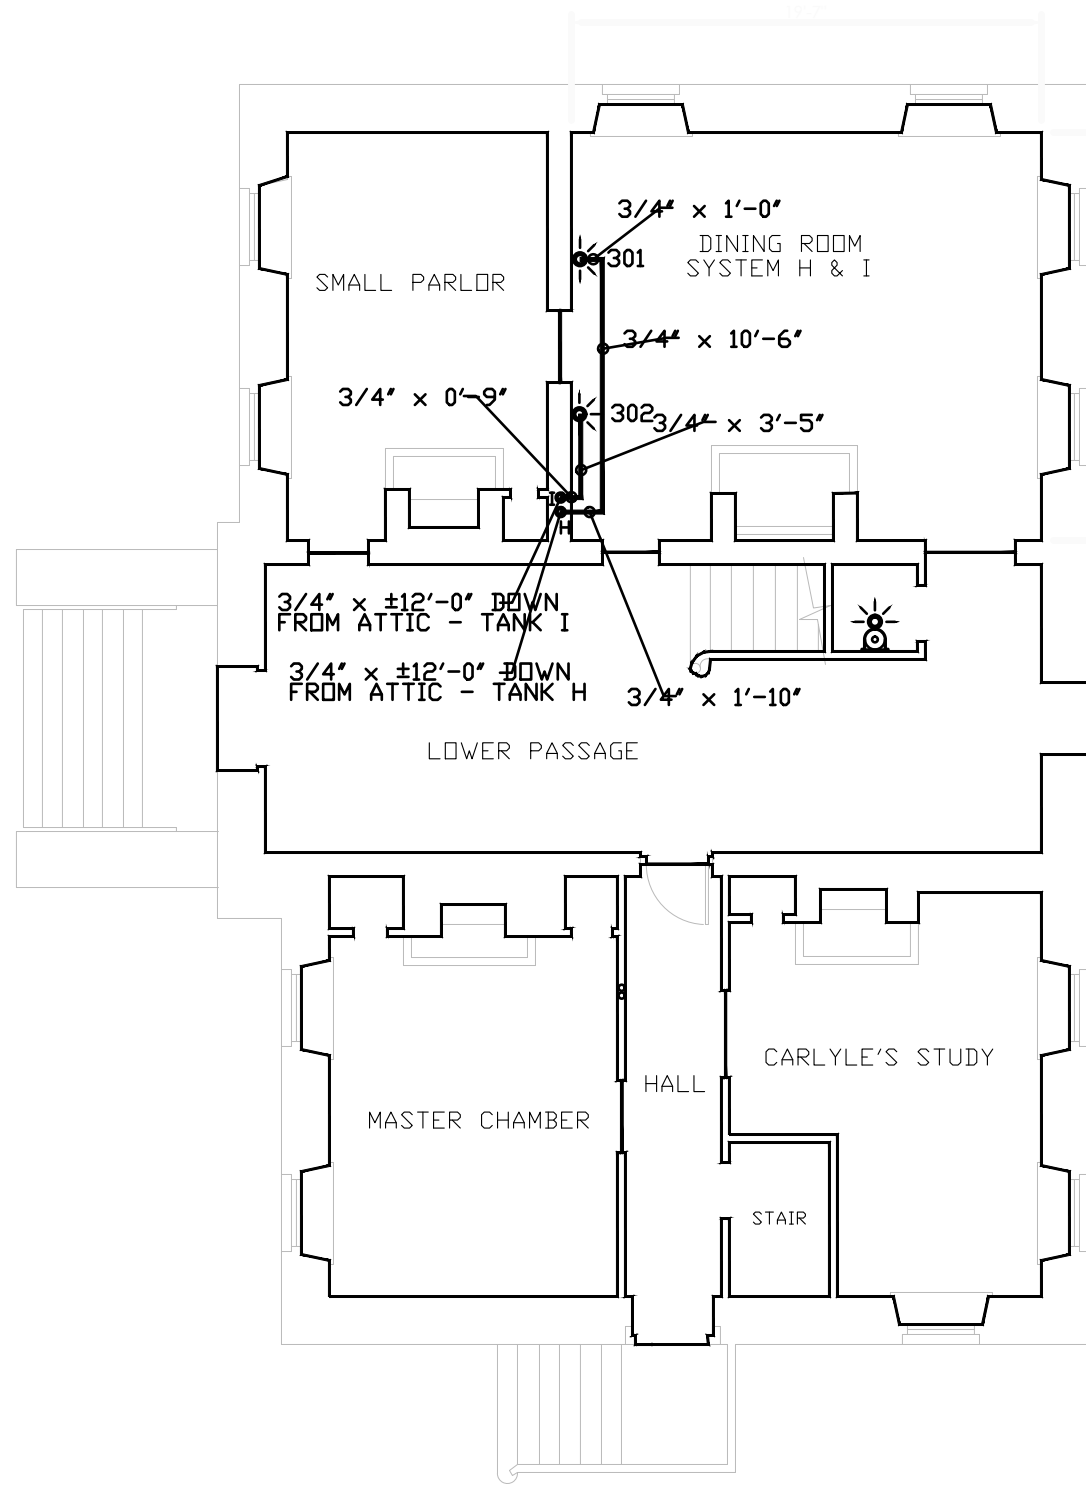 3/4" x 1'-0"
DINING ROOM
SYSTEM H & I
301
SMALL PARLOR
3/4" x 10'-6"
3/4" x 0'-9"
302
3/4" x 3'-5"
I
H
3/4" x ±12'-0" DOWN
FROM ATTIC - TANK I
3/4" x ±12'-0" DOWN
FROM ATTIC - TANK H
3/4" x 1'-10"
LOWER PASSAGE
CARLYLE'S STUDY
HALL
MASTER CHAMBER
STAIR